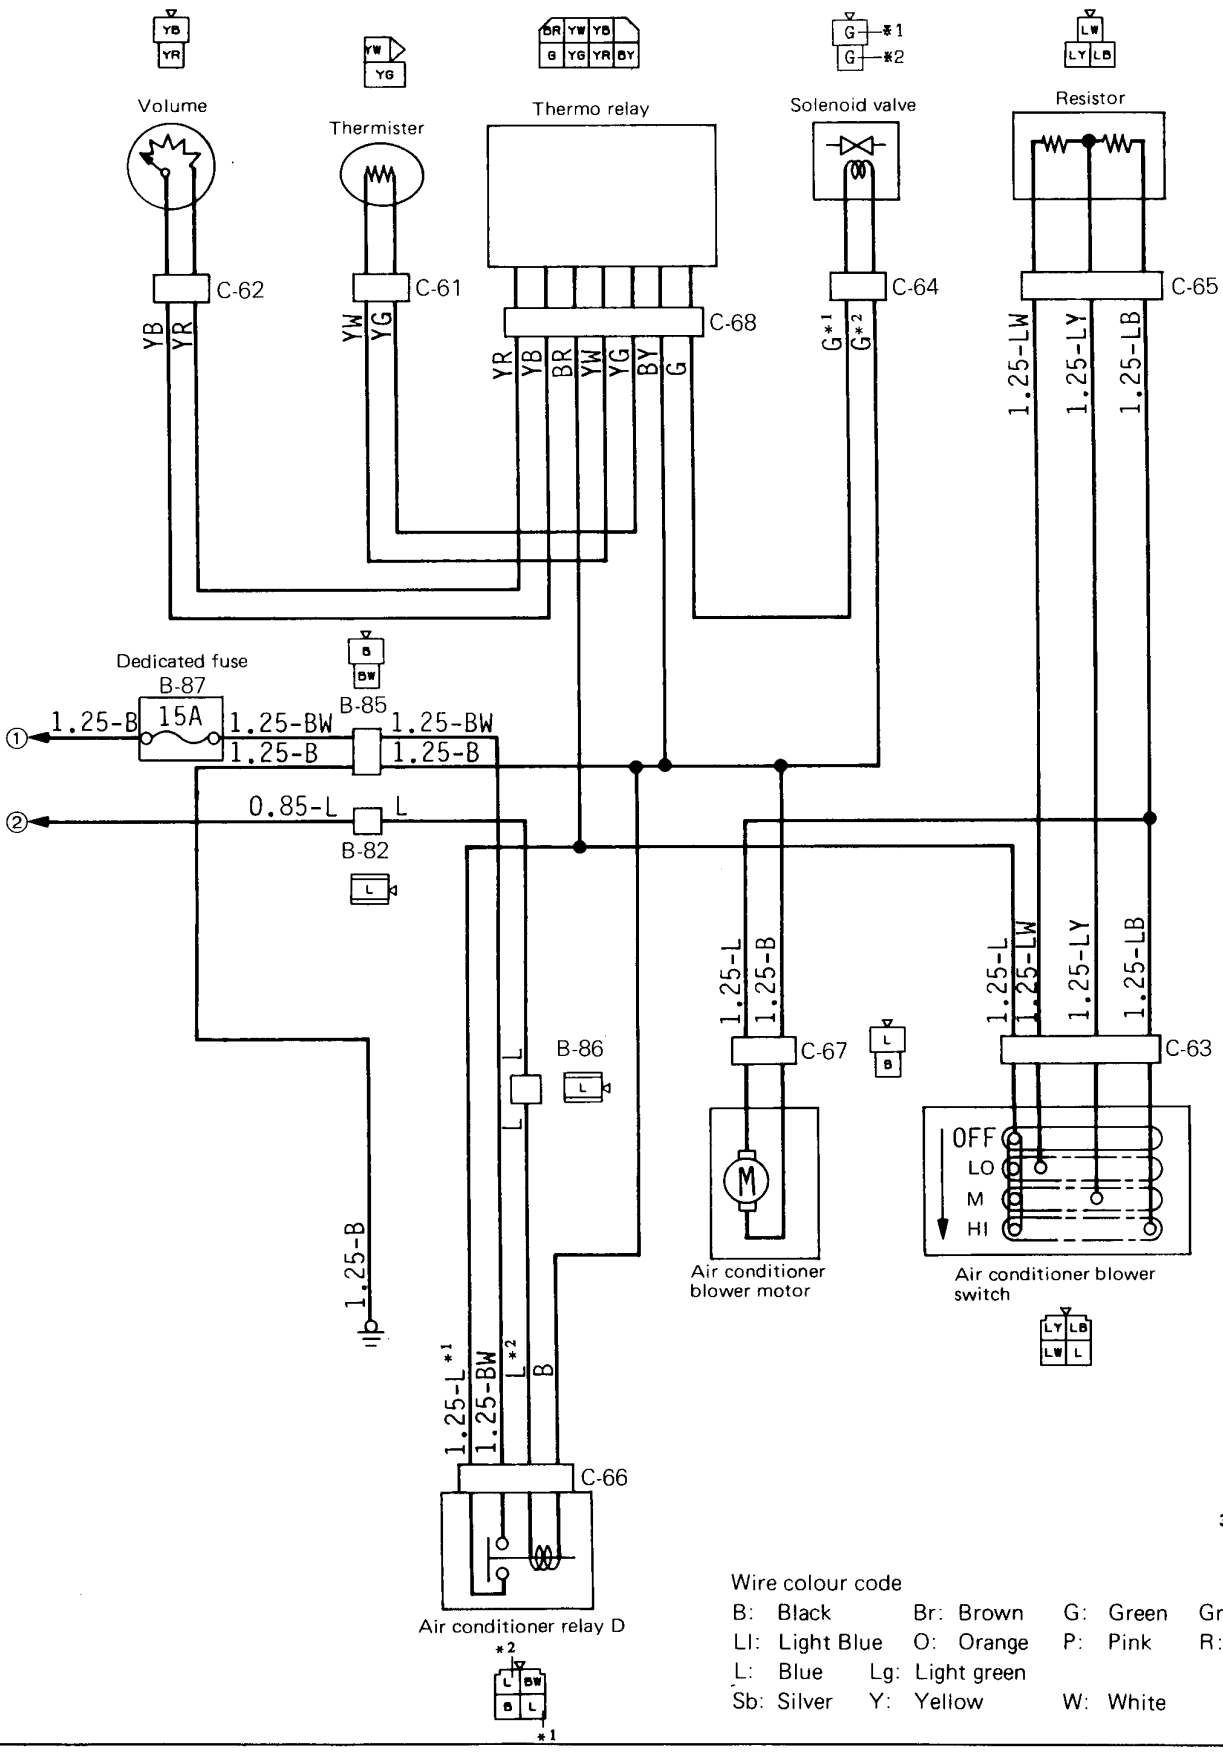 YB
YR
YW
YG
BR YW YB
G YG YR BY
G *1
G *2
LW
LY LB
Volume
Thermister
Thermo relay
Solenoid valve
Resistor
C-62
C-61
C-68
C-64
C-65
YB
YR
YW
YG
YR
YB
BR
YW
YG
BY
G
G*1
G*2
1.25-LW
1.25-LY
1.25-LB
B
BW
Dedicated fuse
B-87
15A
B-85
① 1.25-B
1.25-BW
1.25-BW
1.25-B
1.25-B
② 0.85-L
L
B-82
L
1.25-L
1.25-B
1.25-L
1.25-LW
1.25-LY
1.25-LB
L
B-86
L
L
C-67
L
B
C-63
OFF
LO
M
HI
M
1.25-B
Air conditioner
blower motor
Air conditioner blower
switch
LY LB
LW L
1.25-L*1
1.25-BW
L*2
B
C-66
Air conditioner relay D
*2
L BW
B L
*1
Wire colour code
B: Black Br: Brown G: Green Gr
Ll: Light Blue O: Orange P: Pink R:
L: Blue Lg: Light green
Sb: Silver Y: Yellow W: White